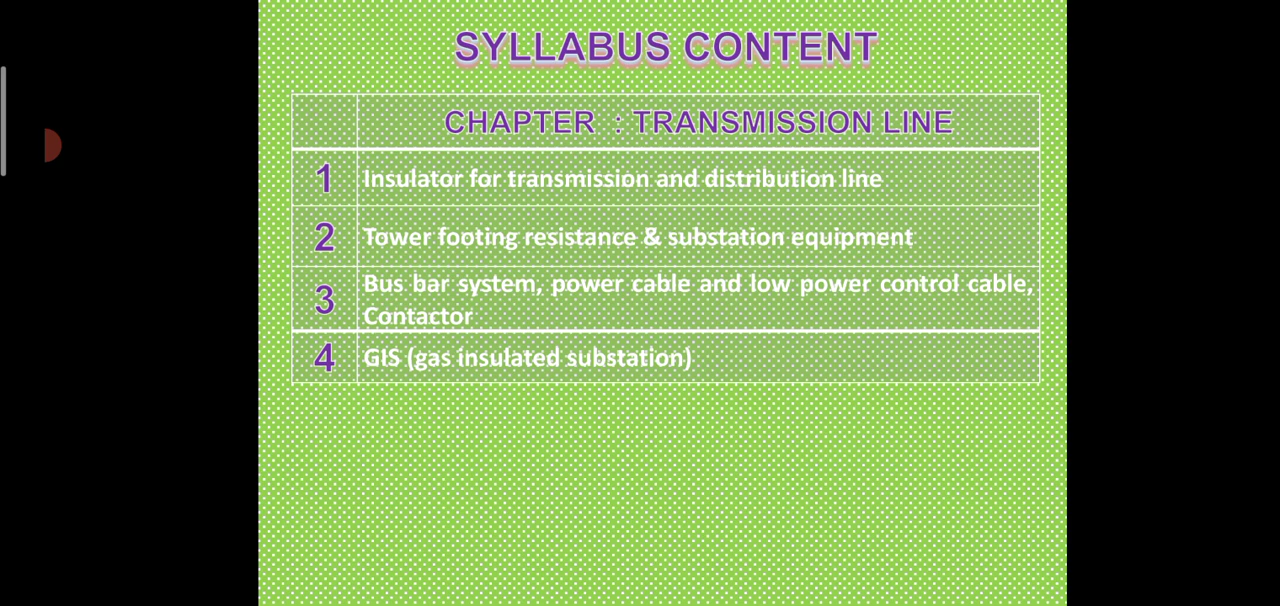 SYLLABUS CONTENT
CHAPTER : TRANSMISSION LINE
1 Insulator for transmission and distribution line
2 Tower footing resistance & substation equipment
3 Bus bar system, power cable and low power control cable,
Contactor
4 GIS (gas insulated substation)